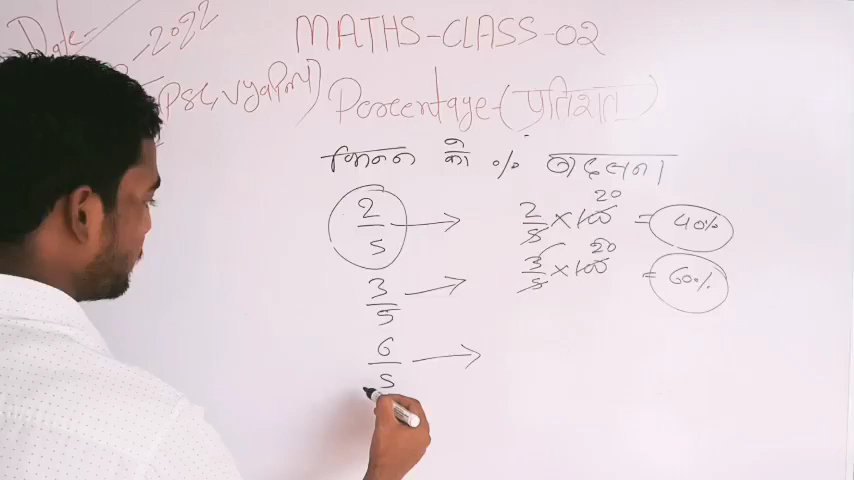 Date-
-2022
MATHS-CLASS-02
psc, vyapam)
Percentage-(प्रतिशत)
भिन्न को % बदलना
2/5 → 2/5 × 100 20 = 40%
3/5 → 3/5 × 100 20 = 60%
6/5 →